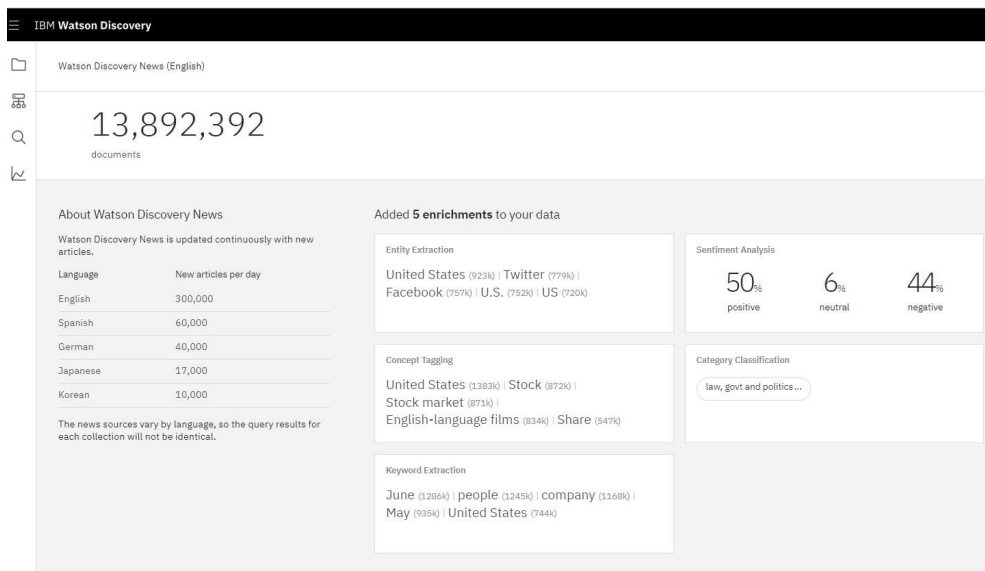 IBM Watson Discovery
Watson Discovery News (English)
13,892,392
documents
About Watson Discovery News
Watson Discovery News is updated continuously with new
articles.
Language New articles per day
English 300,000
Spanish 60,000
German 40,000
Japanese 17,000
Korean 10,000
The news sources vary by language, so the query results for
each collection will not be identical.
Added 5 enrichments to your data
Entity Extraction
United States (923k) | Twitter (779k) |
Facebook (757k) | U.S. (752k) | US (720k)
Sentiment Analysis
50% 6% 44%
positive neutral negative
Concept Tagging
United States (1383k) | Stock (872k) |
Stock market (871k) |
English-language films (834k) | Share (547k)
Category Classification
law, govt and politics...
Keyword Extraction
June (1286k) | people (1245k) | company (1168k) |
May (935k) | United States (744k)